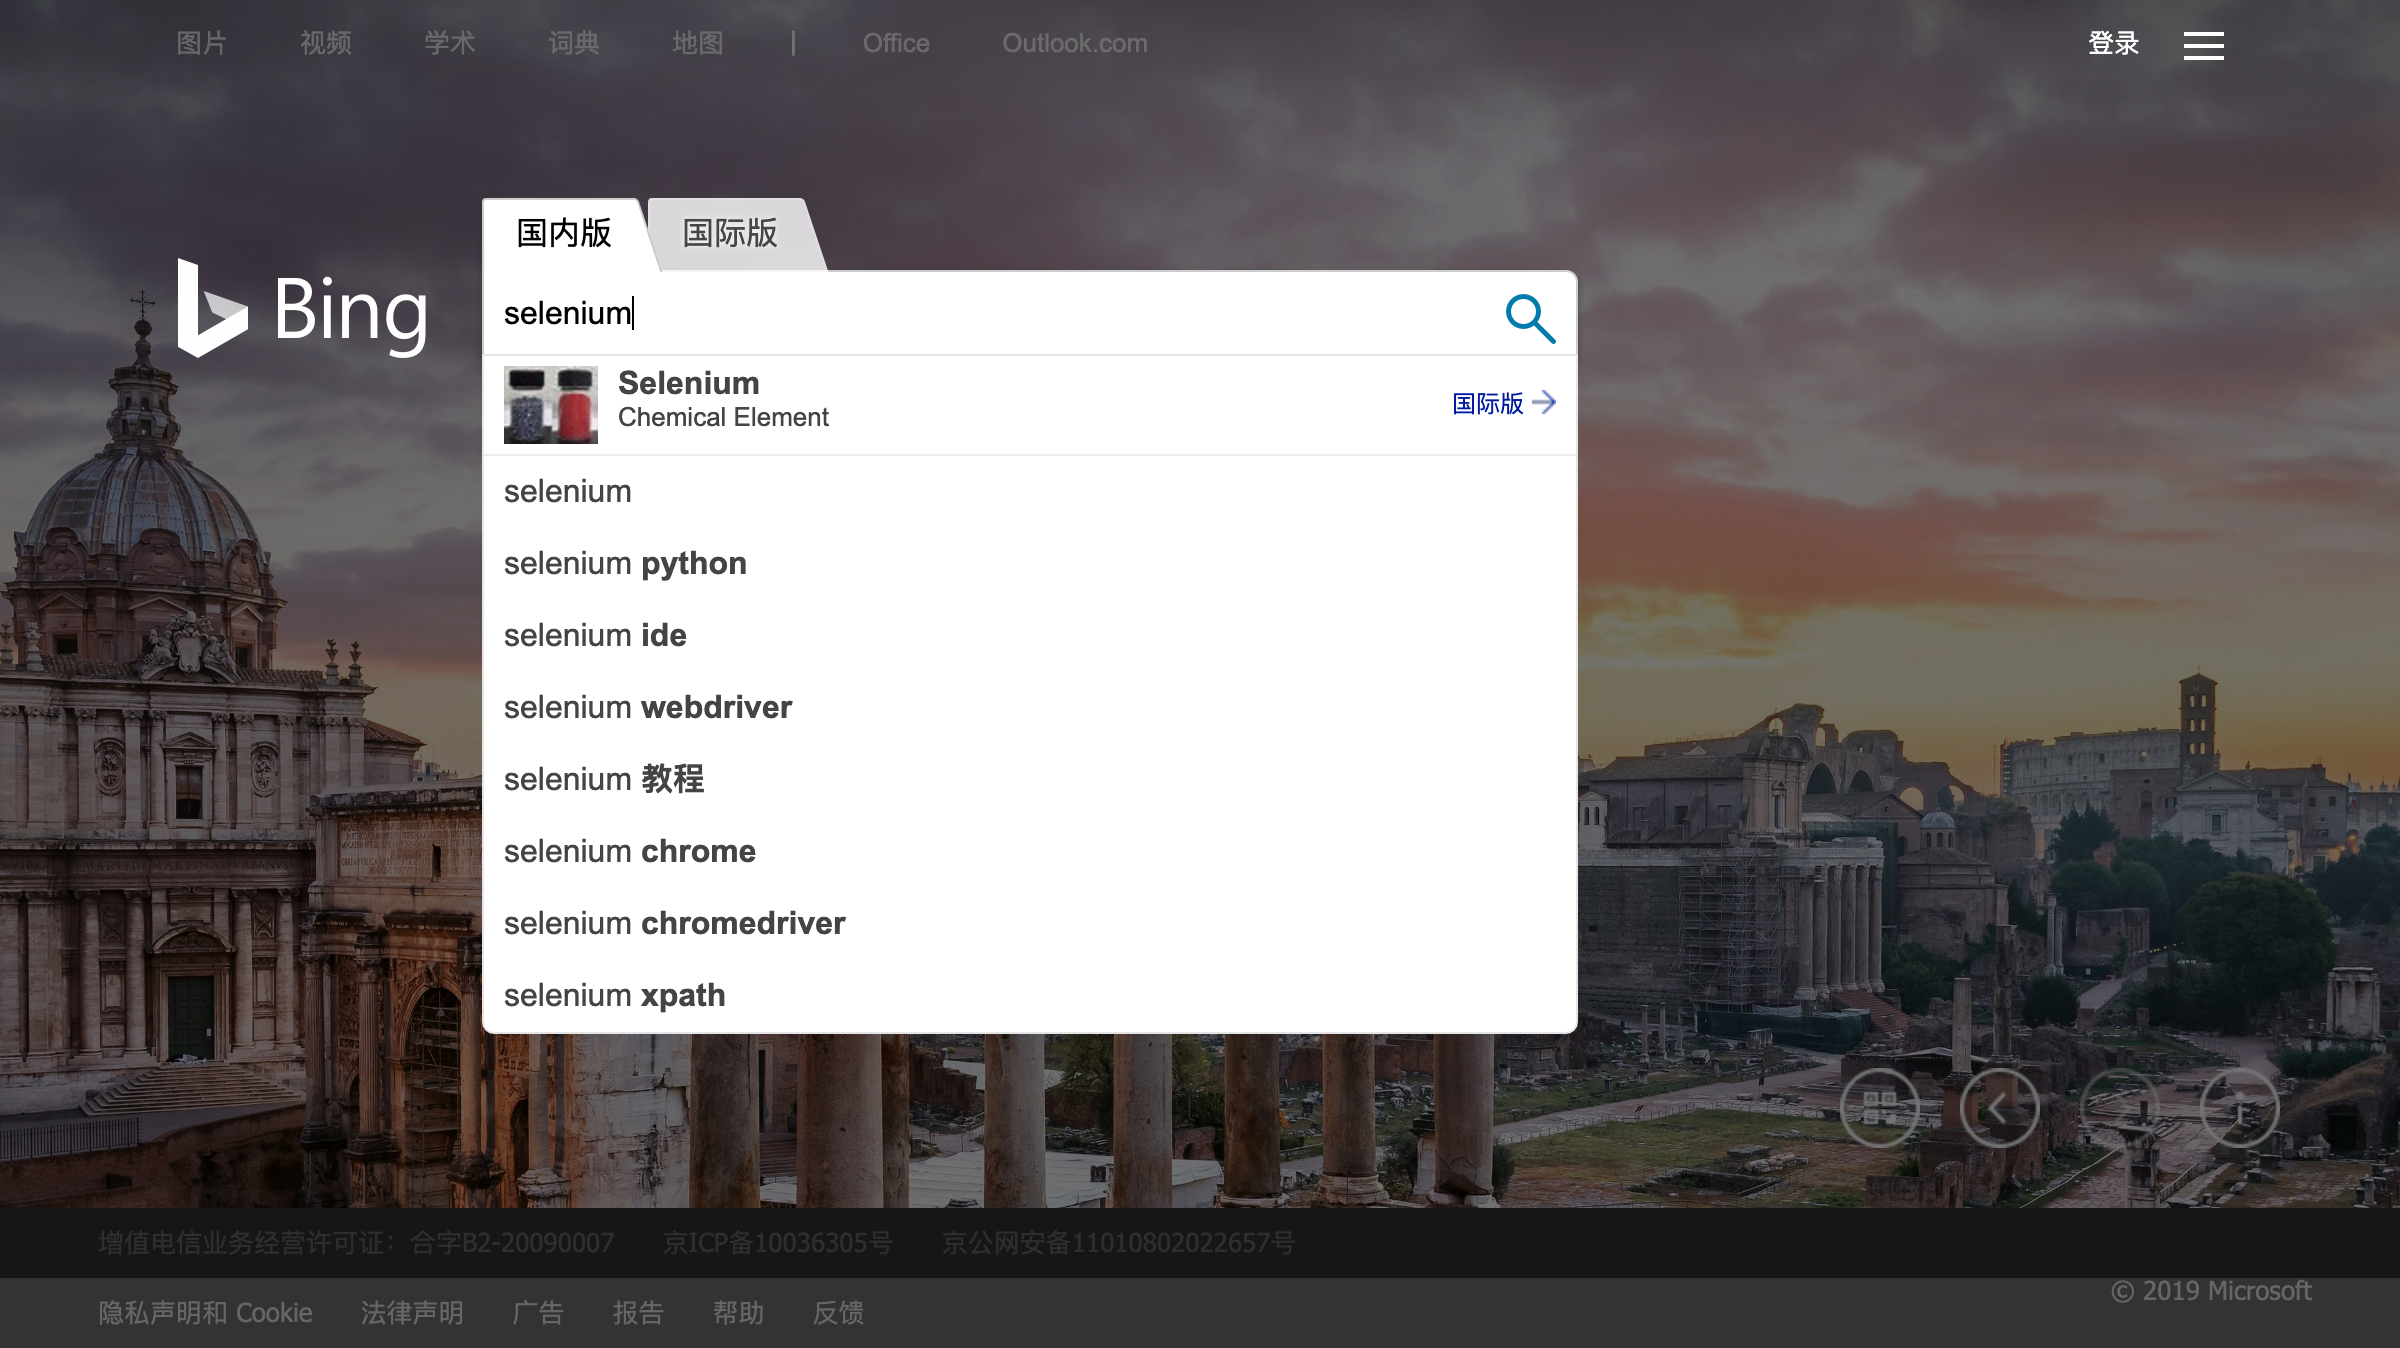 图片 视频 学术 词典 地图 | Office Outlook.com 登录
国内版 国际版
Bing
selenium
Selenium
Chemical Element
国际版
selenium
selenium python
selenium ide
selenium webdriver
selenium 教程
selenium chrome
selenium chromedriver
selenium xpath
增值电信业务经营许可证：合字B2-20090007 京ICP备10036305号 京公网安备11010802022657号
© 2019 Microsoft
隐私声明和 Cookie 法律声明 广告 报告 帮助 反馈